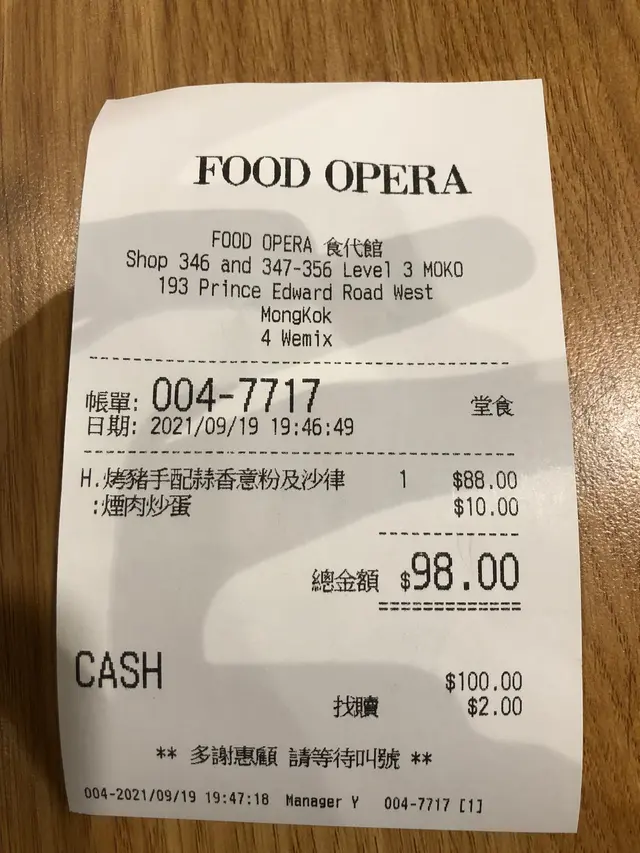 FOOD OPERA
FOOD OPERA 食代館
Shop 346 and 347-356 Level 3 MOKO
193 Prince Edward Road West
MongKok
4 Wemix
帳單: 004-7717 堂食
日期: 2021/09/19 19:46:49
H.烤豬手配蒜香意粉及沙律 1 $88.00
:煙肉炒蛋 $10.00
總金額 $98.00
CASH $100.00
找贖 $2.00
** 多謝惠顧 請等待叫號 **
004-2021/09/19 19:47:18 Manager Y 004-7717 [1]